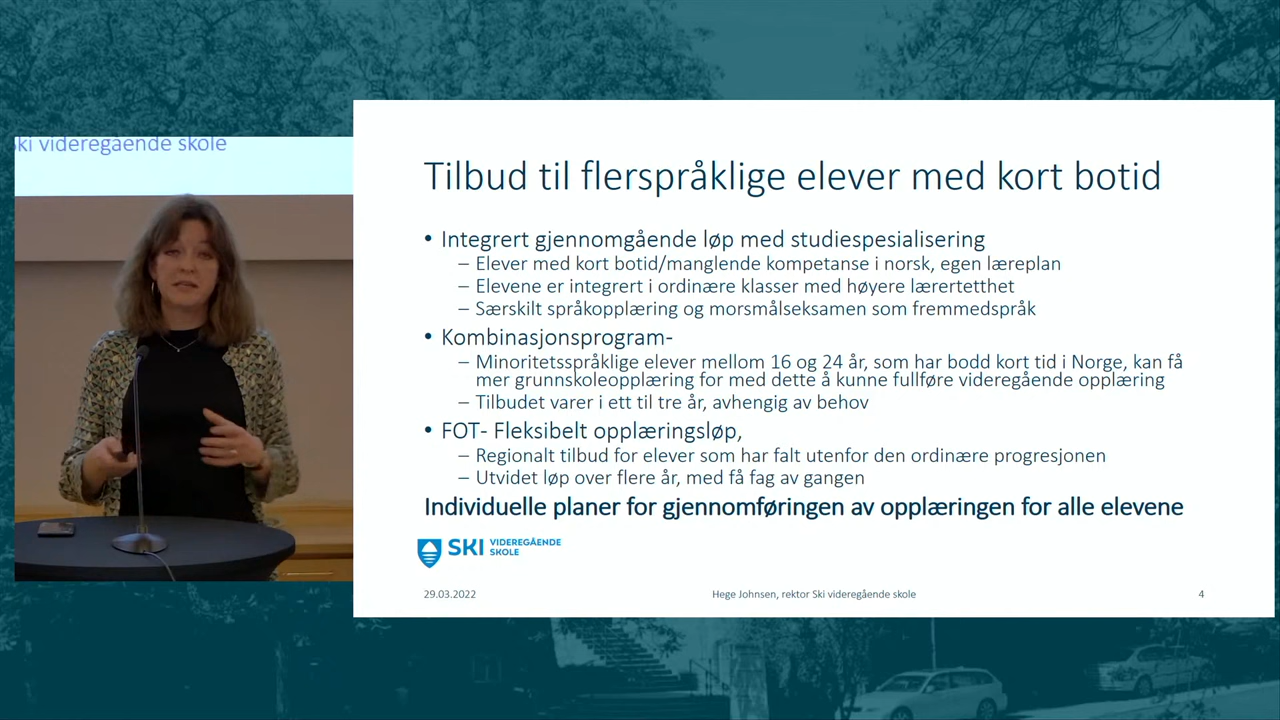 videregående skole
Tilbud til flerspråklige elever med kort botid
• Integrert gjennomgående løp med studiespesialisering
– Elever med kort botid/manglende kompetanse i norsk, egen læreplan
– Elevene er integrert i ordinære klasser med høyere lærertetthet
– Særskilt språkopplæring og morsmålseksamen som fremmedspråk
• Kombinasjonsprogram-
– Minoritetsspråklige elever mellom 16 og 24 år, som har bodd kort tid i Norge, kan få
mer grunnskoleopplæring for med dette å kunne fullføre videregående opplæring
– Tilbudet varer i ett til tre år, avhengig av behov
• FOT- Fleksibelt opplæringsløp,
– Regionalt tilbud for elever som har falt utenfor den ordinære progresjonen
– Utvidet løp over flere år, med få fag av gangen
Individuelle planer for gjennomføringen av opplæringen for alle elevene
SKI VIDEREGÅENDE
SKOLE
29.03.2022
Hege Johnsen, rektor Ski videregående skole
4